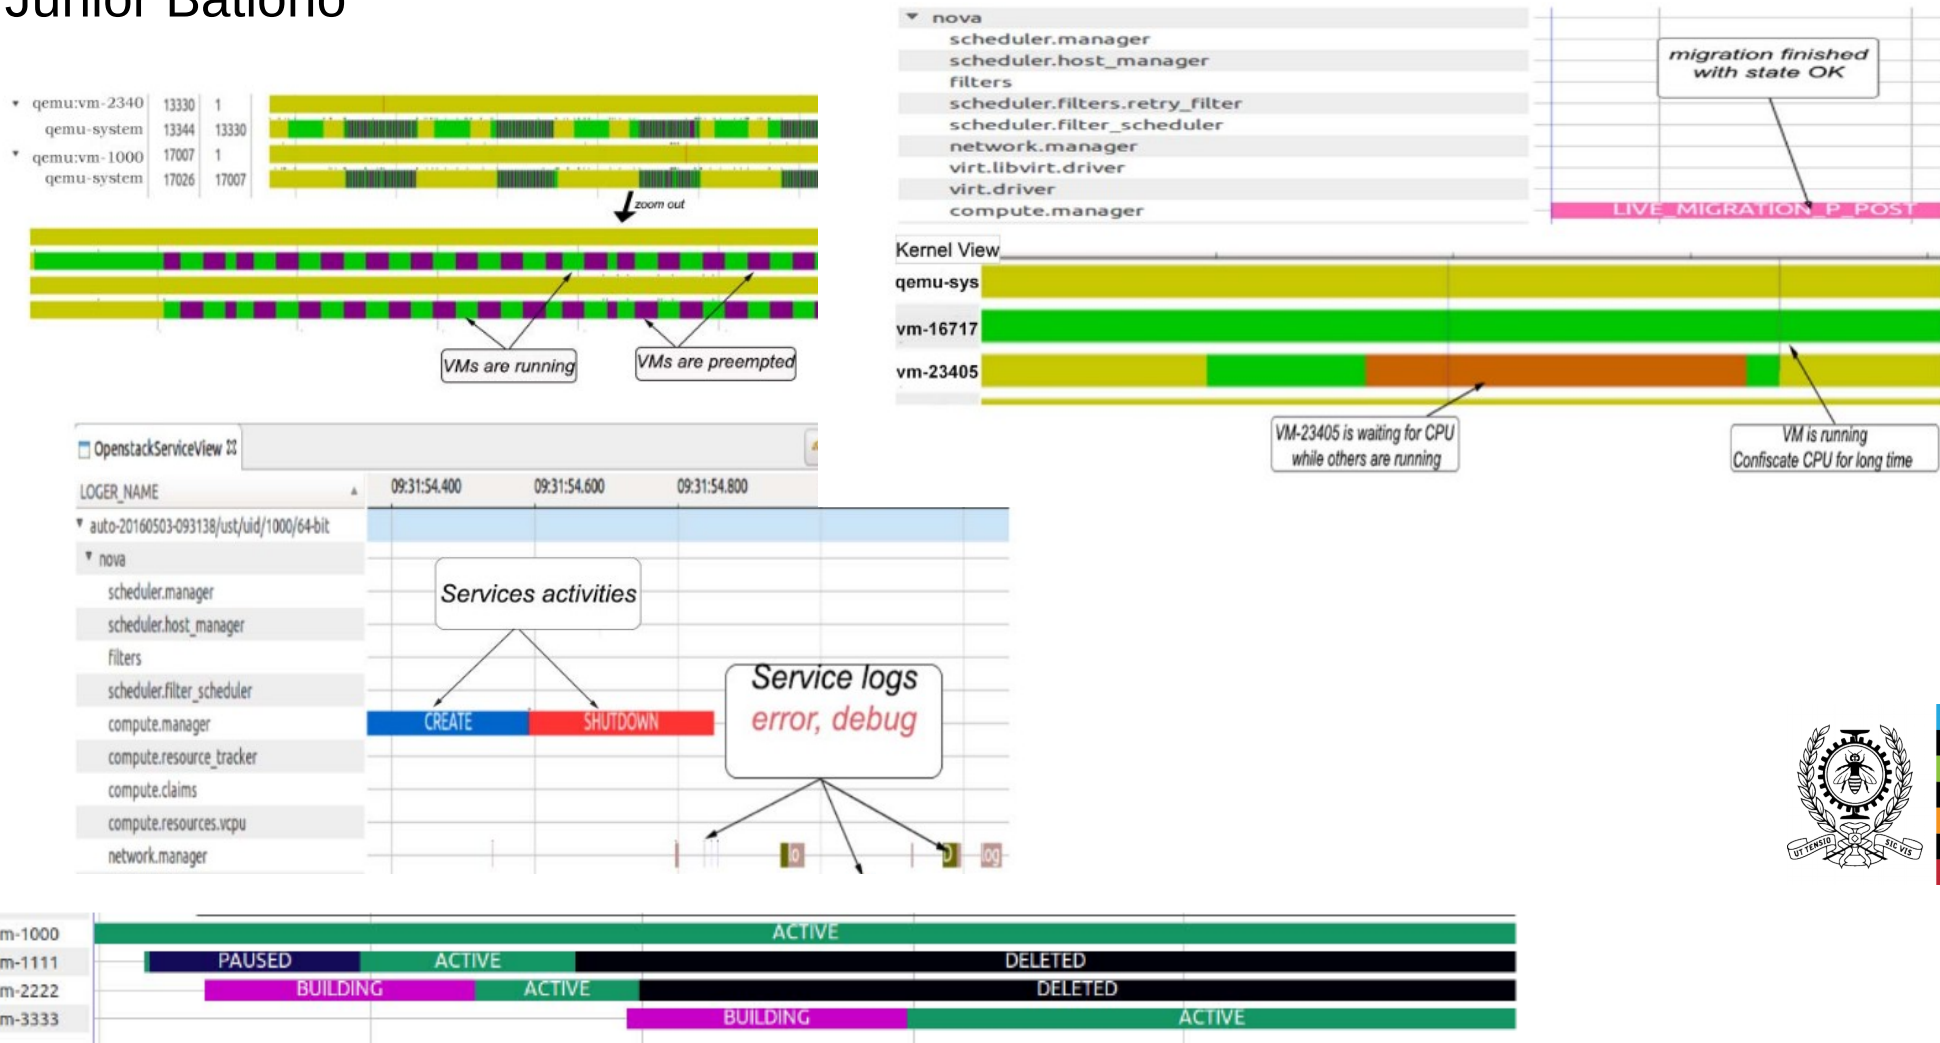 Junior Bationo
qemu:vm-2340 13330 1
qemu-system 13344 13330
qemu:vm-1000 17007 1
qemu-system 17026 17007
zoom out
VMs are running
VMs are preempted
nova
scheduler.manager
scheduler.host_manager
filters
scheduler.filters.retry_filter
scheduler.filter_scheduler
network.manager
virt.libvirt.driver
virt.driver
compute.manager
migration finished
with state OK
LIVE_MIGRATION_P_POST
Kernel View
qemu-sys
vm-16717
vm-23405
VM-23405 is waiting for CPU
while others are running
VM is running
Confiscate CPU for long time
OpenstackServiceView
LOGER_NAME 09:31:54.400 09:31:54.600 09:31:54.800
auto-20160503-093138/ust/uid/1000/64-bit
nova
scheduler.manager
scheduler.host_manager
filters
scheduler.filter_scheduler
compute.manager
compute.resource_tracker
compute.claims
compute.resources.vcpu
network.manager
Services activities
CREATE SHUTDOWN
Service logs
error, debug
lo D log
UT TENSIO SIC VIS
m-1000 ACTIVE
m-1111 PAUSED ACTIVE DELETED
m-2222 BUILDING ACTIVE DELETED
m-3333 BUILDING ACTIVE